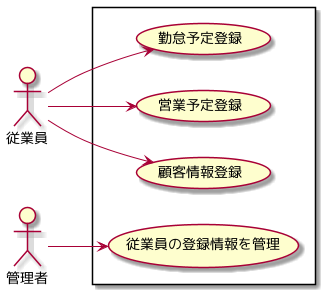 勤怠予定登録
営業予定登録
従業員
顧客情報登録
従業員の登録情報を管理
管理者